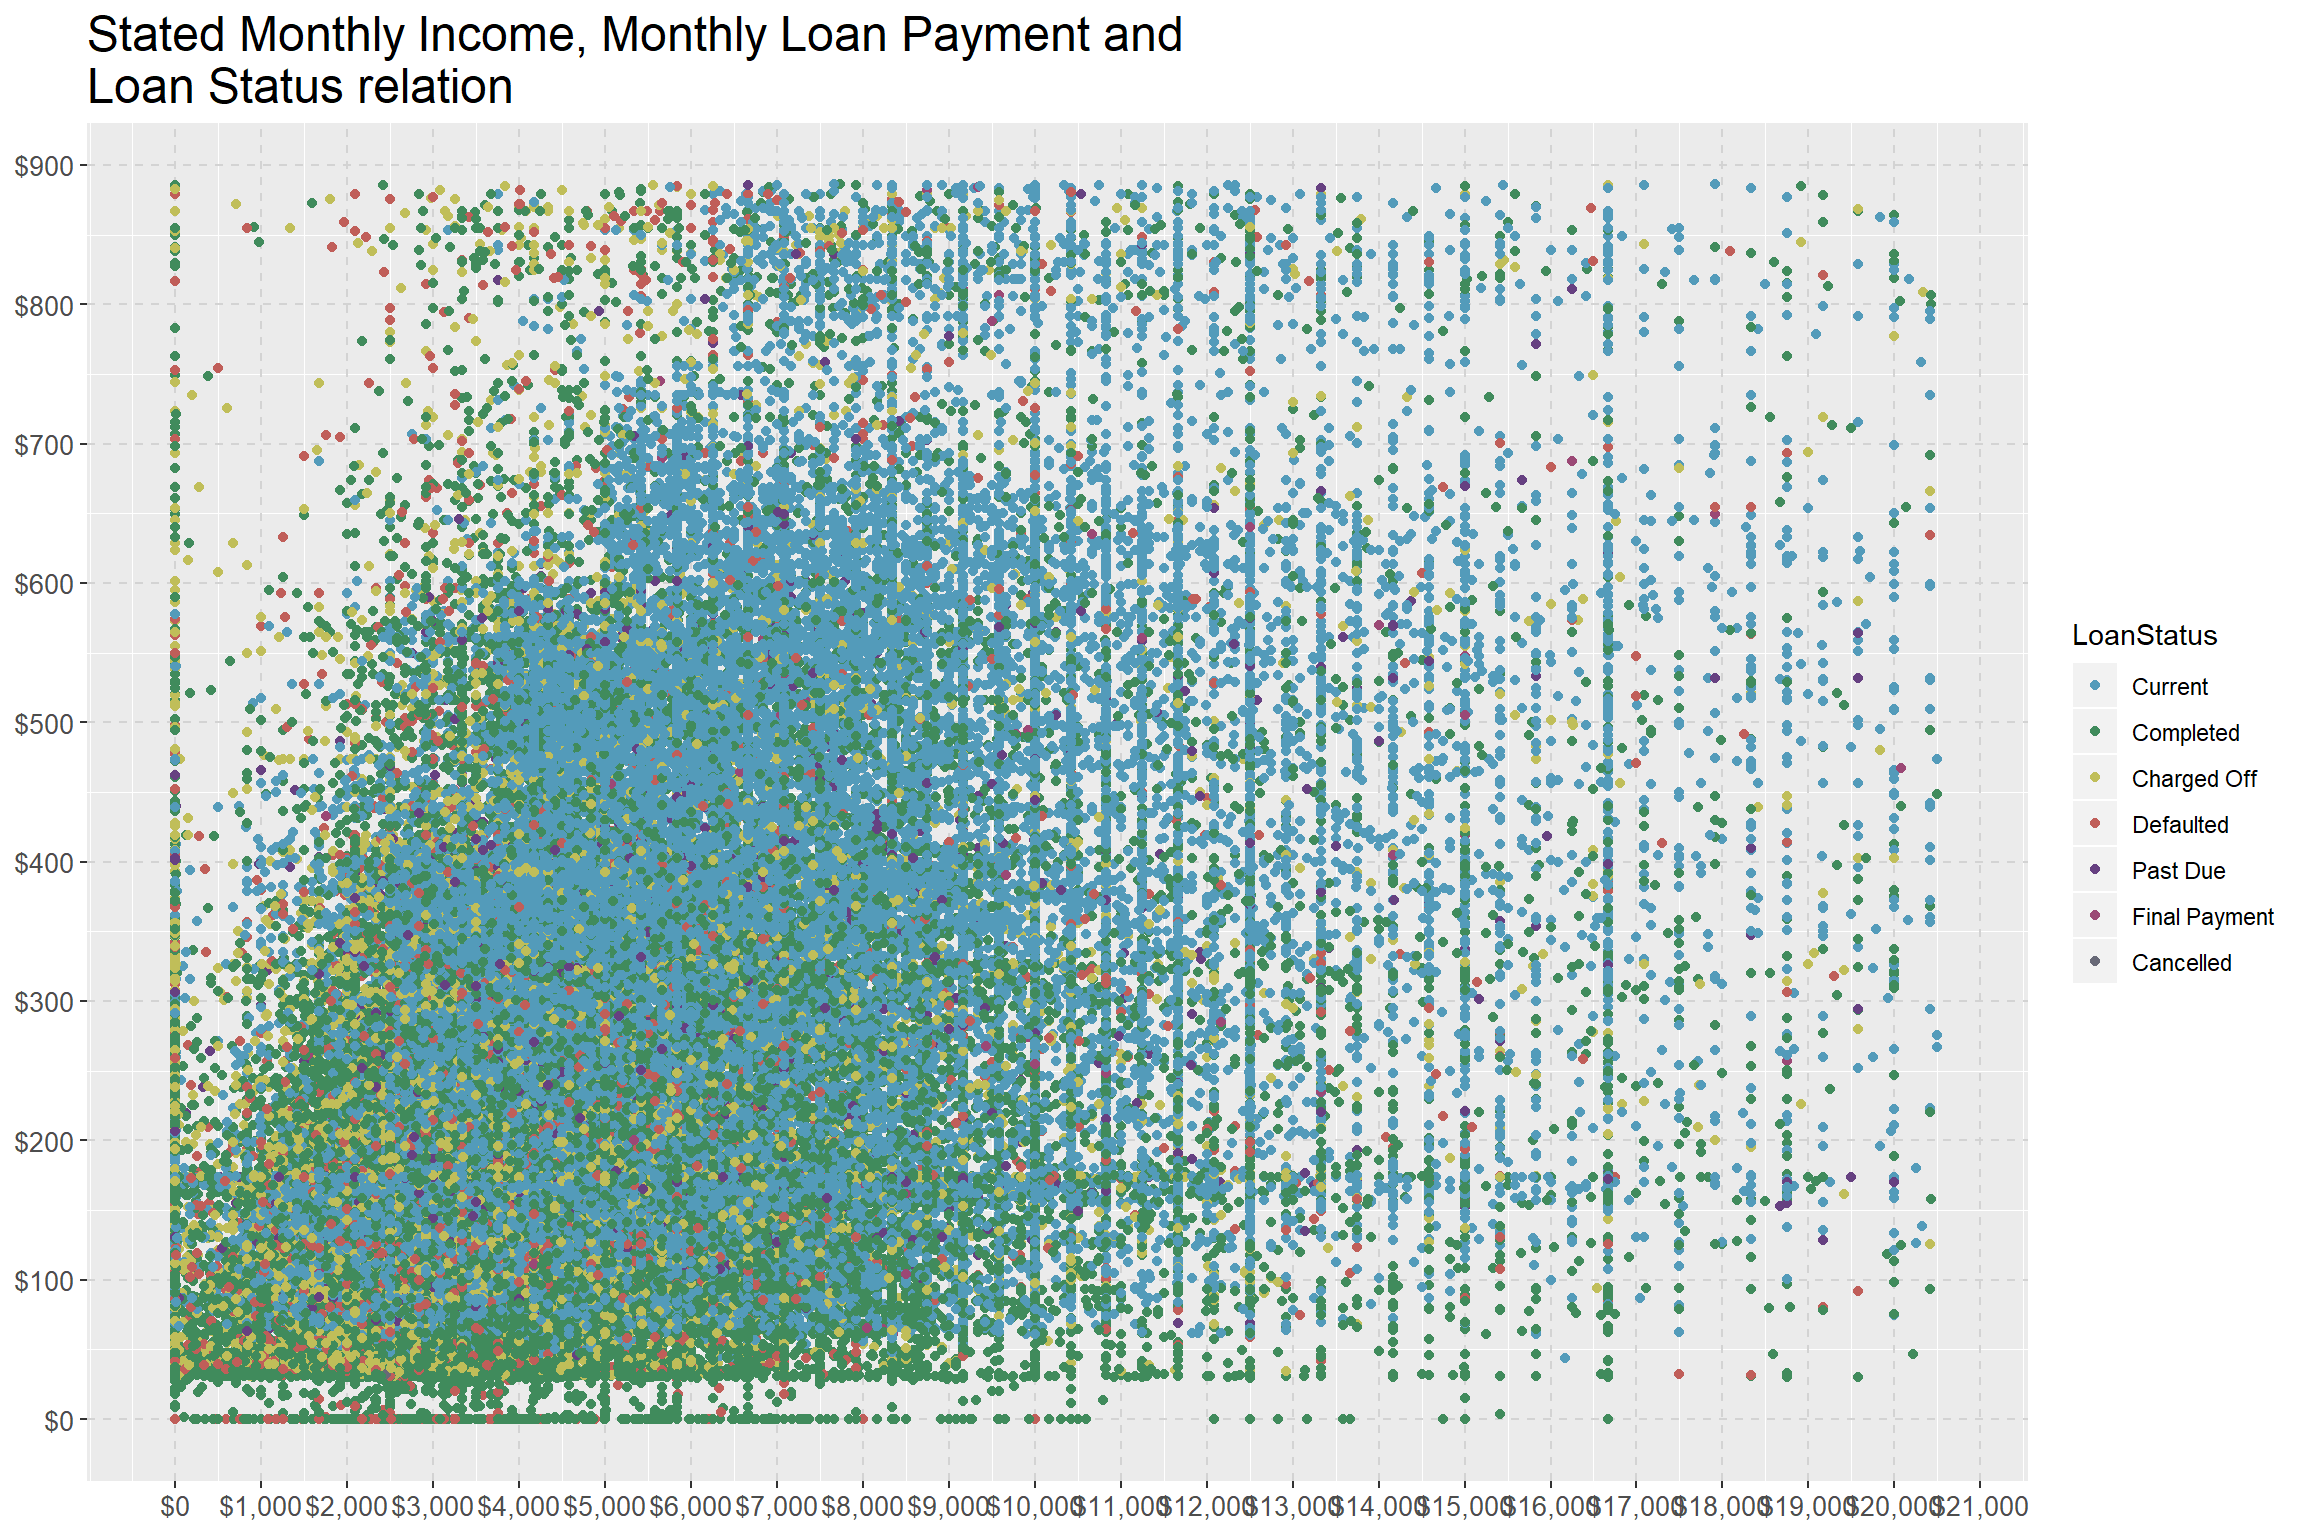 Stated Monthly Income, Monthly Loan Payment and
Loan Status relation
$900
$800
$700
$600
$500
$400
$300
$200
$100
$0
$0 $1,000 $2,000 $3,000 $4,000 $5,000 $6,000 $7,000 $8,000 $9,000 $10,000 $11,000 $12,000 $13,000 $14,000 $15,000 $16,000 $17,000 $18,000 $19,000 $20,000 $21,000
LoanStatus
Current
Completed
Charged Off
Defaulted
Past Due
Final Payment
Cancelled